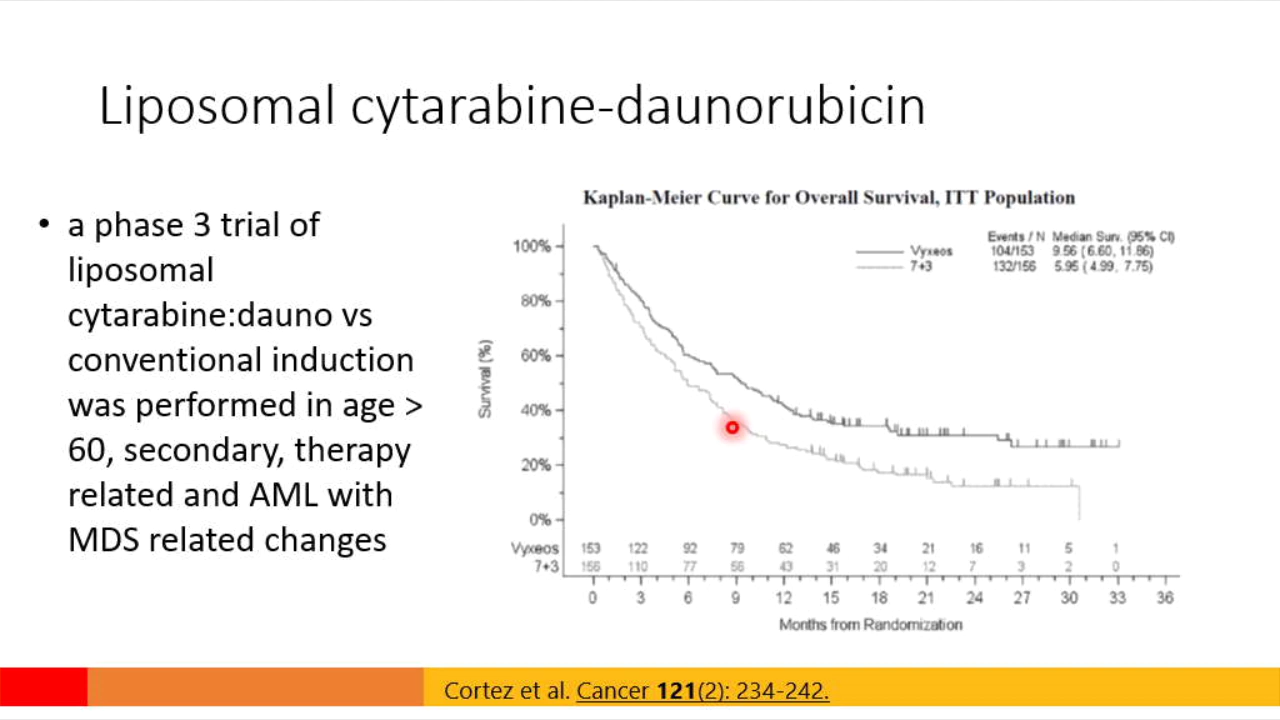 Liposomal cytarabine-daunorubicin
• a phase 3 trial of
liposomal
cytarabine:dauno vs
conventional induction
was performed in age >
60, secondary, therapy
related and AML with
MDS related changes
Kaplan-Meier Curve for Overall Survival, ITT Population
Events / N Median Surv. (95% CI)
Vyxeos 104/153 9.56 (6.60, 11.86)
7+3 132/156 5.95 (4.99, 7.75)
Survival (%)
100%
80%
60%
40%
20%
0%
Vyxeos 153 122 92 79 62 46 34 21 16 11 5 1
7+3 156 110 77 56 43 31 20 12 7 3 2 0
0 3 6 9 12 15 18 21 24 27 30 33 36
Months from Randomization
Cortez et al. Cancer 121(2): 234-242.